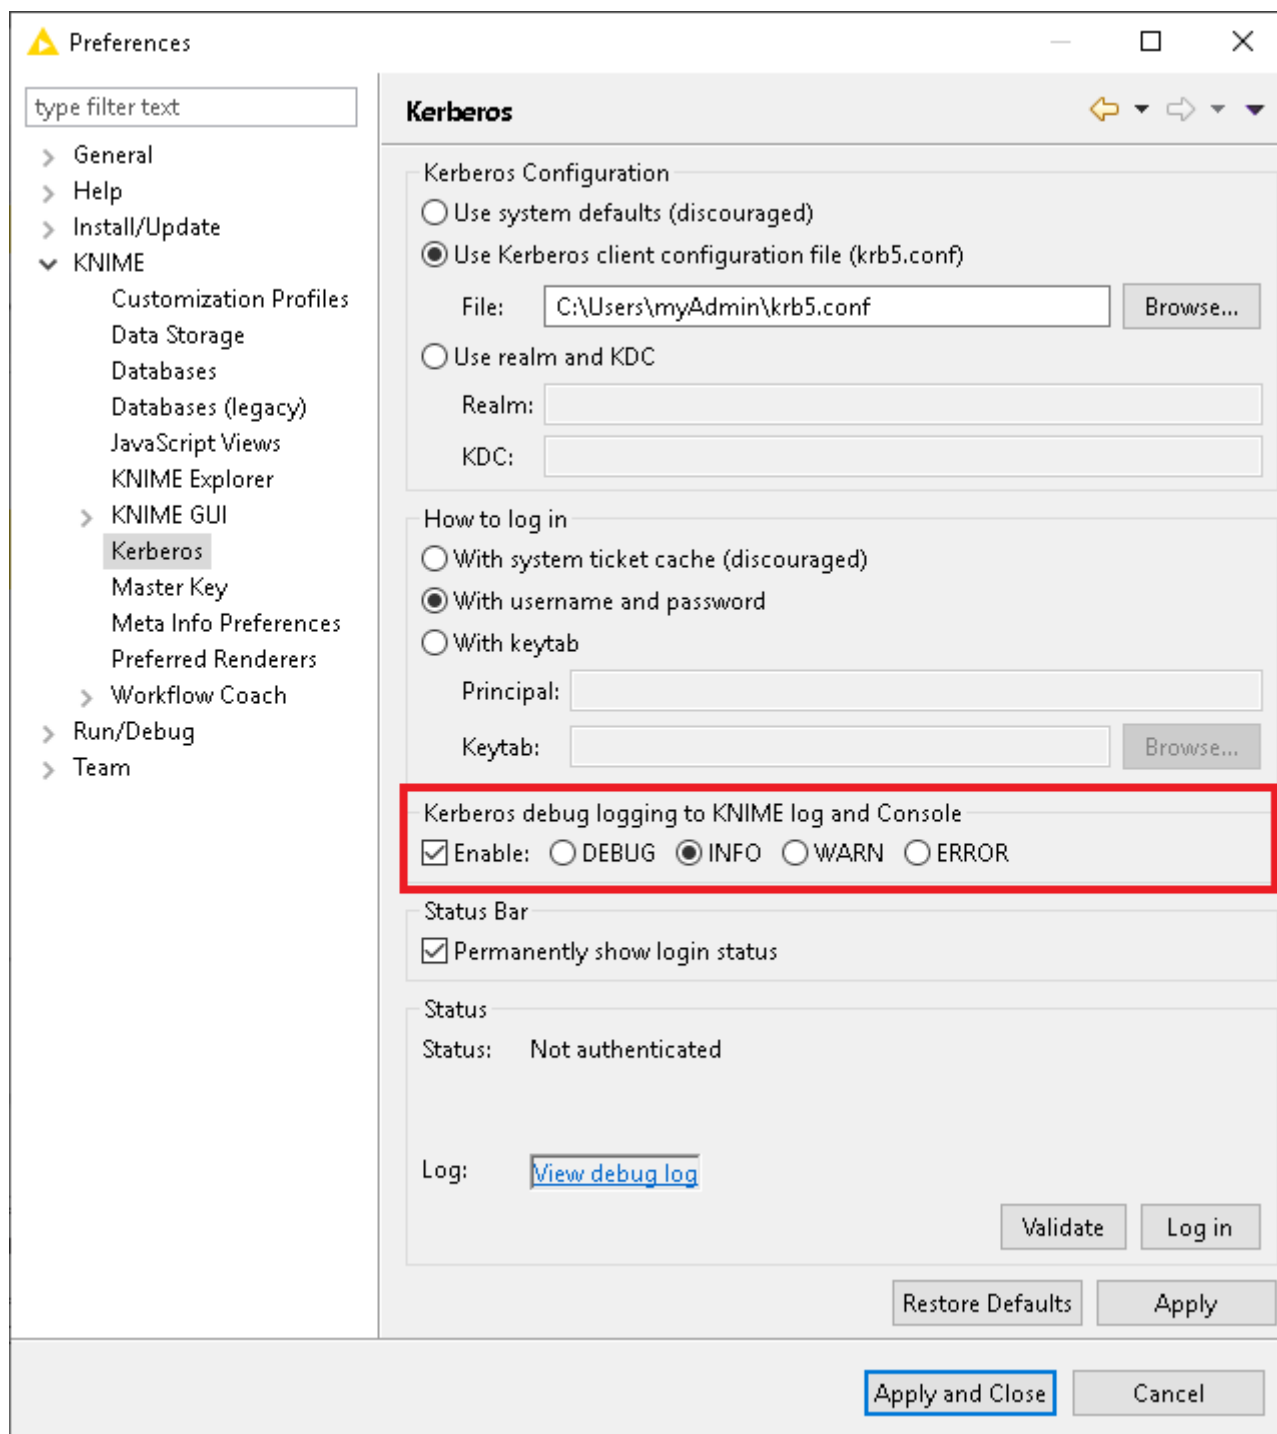 Preferences
type filter text
General
Help
Install/Update
KNIME
Customization Profiles
Data Storage
Databases
Databases (legacy)
JavaScript Views
KNIME Explorer
KNIME GUI
Kerberos
Master Key
Meta Info Preferences
Preferred Renderers
Workflow Coach
Run/Debug
Team
Kerberos
Kerberos Configuration
Use system defaults (discouraged)
Use Kerberos client configuration file (krb5.conf)
File: C:\Users\myAdmin\krb5.conf Browse...
Use realm and KDC
Realm:
KDC:
How to log in
With system ticket cache (discouraged)
With username and password
With keytab
Principal:
Keytab: Browse...
Kerberos debug logging to KNIME log and Console
Enable: DEBUG INFO WARN ERROR
Status Bar
Permanently show login status
Status
Status: Not authenticated
Log: View debug log
Validate Log in
Restore Defaults Apply
Apply and Close Cancel